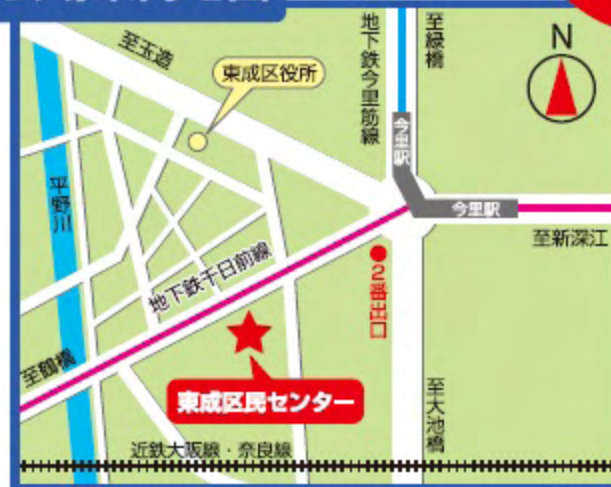 至玉造
東成区役所
地下鉄今里筋線
至緑橋
N
今里駅
今里駅
至新深江
平野川
地下鉄千日前線
●2番出口
至鶴橋
東成区民センター
至大池橋
近鉄大阪線・奈良線